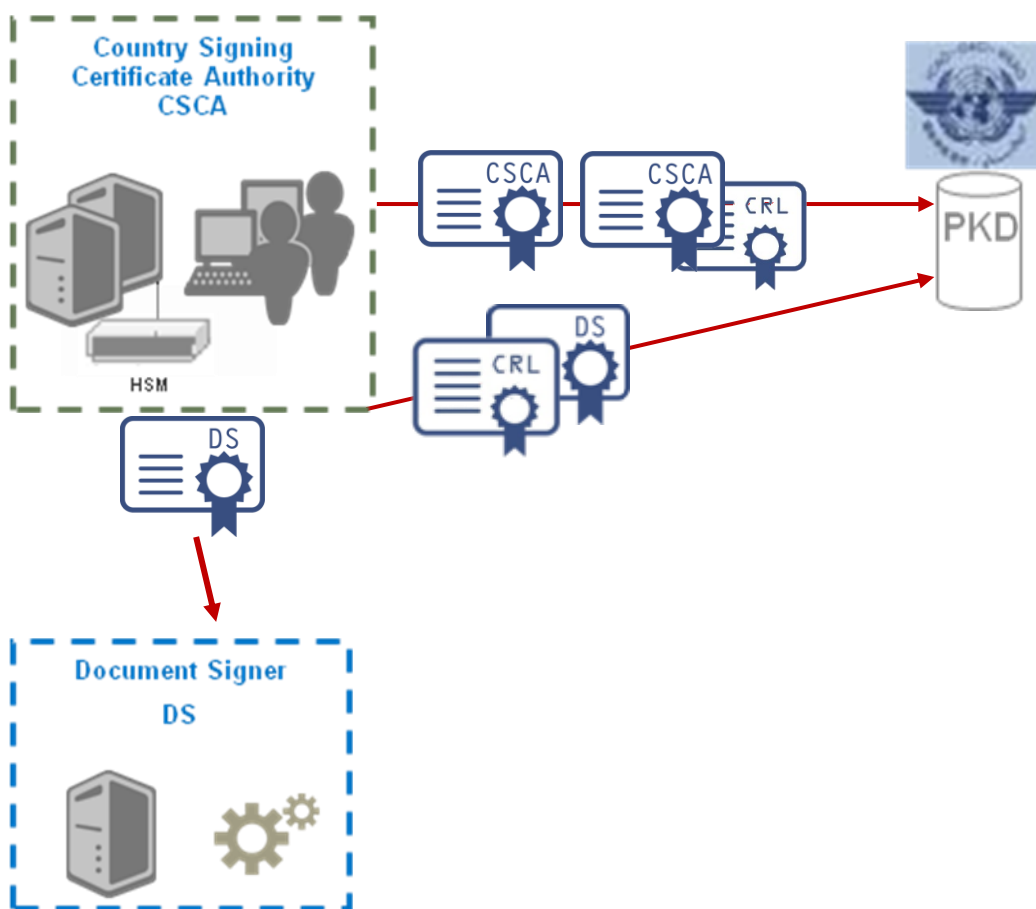 Country Signing
Certificate Authority
CSCA
HSM
CSCA
CSCA
CRL
PKD
DS
CRL
DS
Document Signer
DS